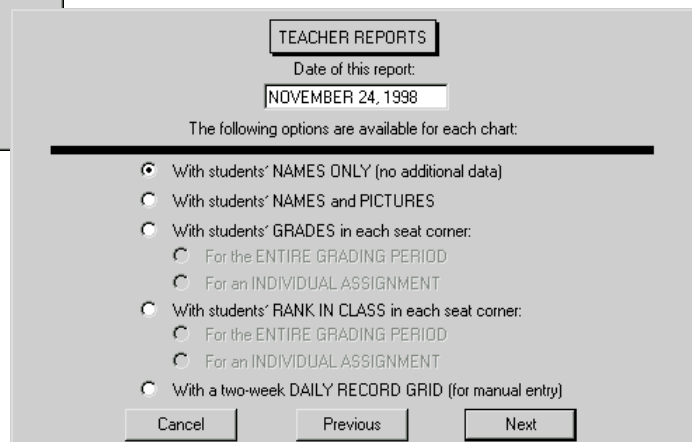 TEACHER REPORTS
Date of this report:
NOVEMBER 24, 1998
The following options are available for each chart:
With students' NAMES ONLY (no additional data)
With students' NAMES and PICTURES
With students' GRADES in each seat corner:
For the ENTIRE GRADING PERIOD
For an INDIVIDUAL ASSIGNMENT
With students' RANK IN CLASS in each seat corner:
For the ENTIRE GRADING PERIOD
For an INDIVIDUAL ASSIGNMENT
With a two-week DAILY RECORD GRID (for manual entry)
Cancel Previous Next